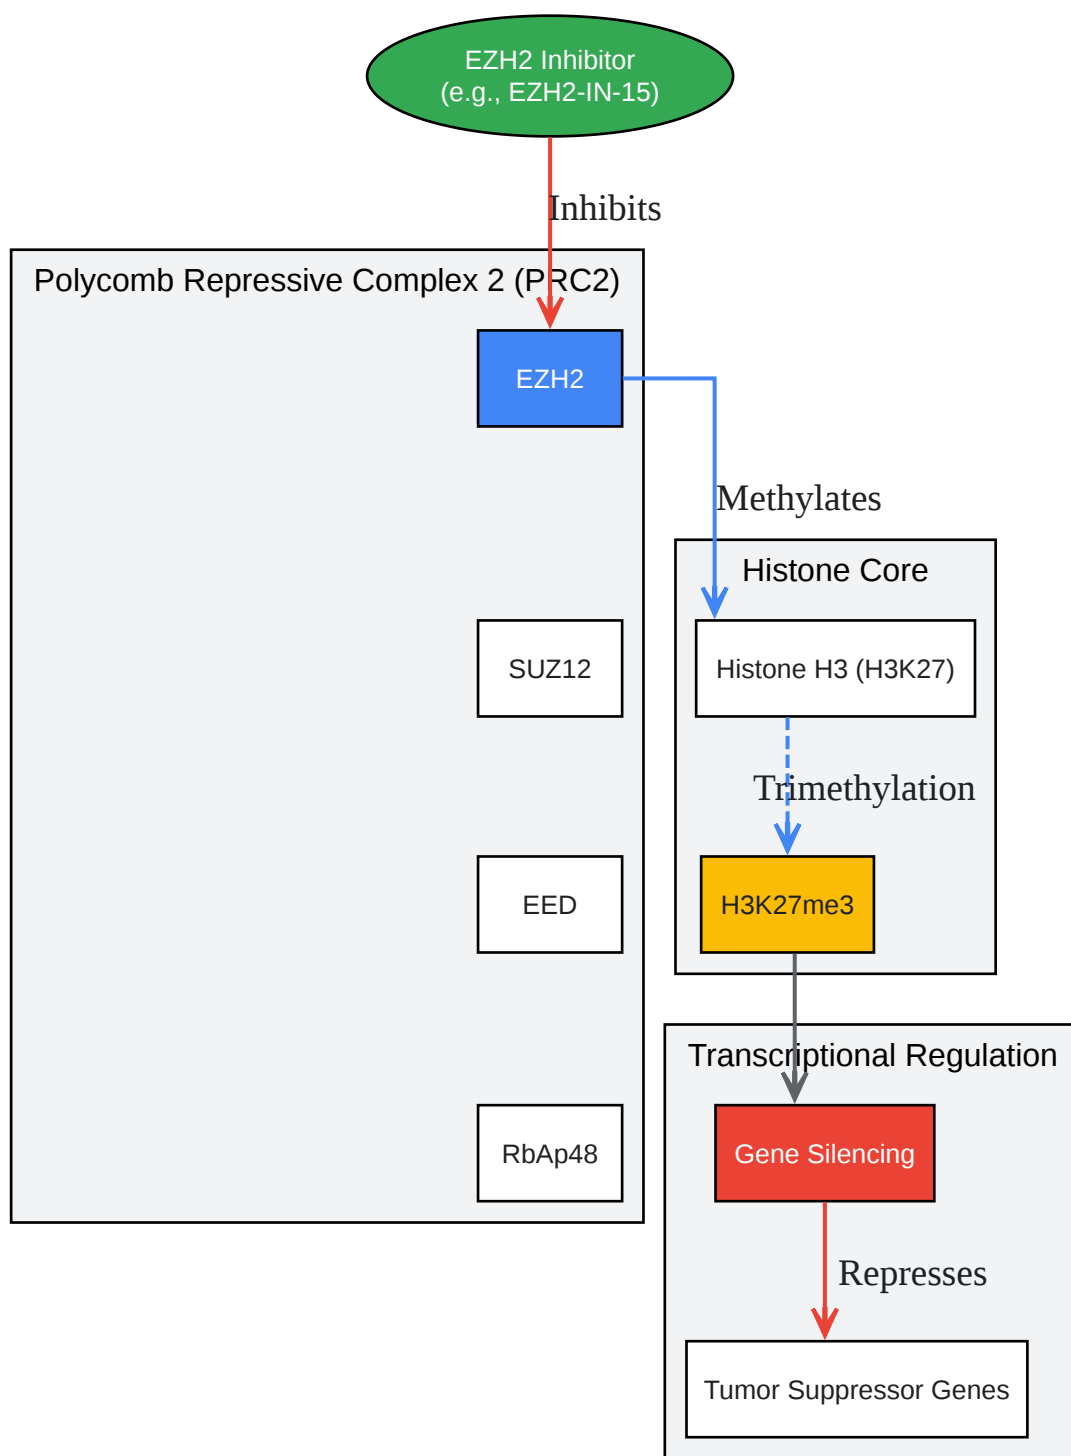 EZH2 Inhibitor
(e.g., EZH2-IN-15)
Inhibits
Polycomb Repressive Complex 2 (PRC2)
EZH2
Methylates
Histone Core
SUZ12
Histone H3 (H3K27)
Trimethylation
EED
H3K27me3
Transcriptional Regulation
RbAp48
Gene Silencing
Represses
Tumor Suppressor Genes